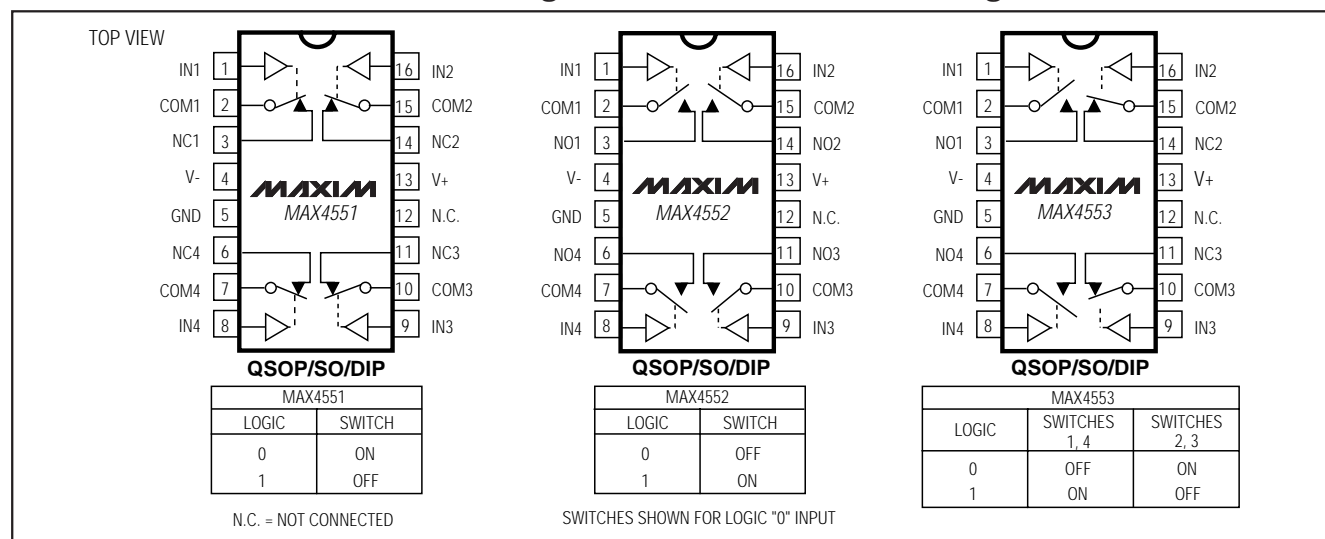 TOP VIEW
IN1 1 16 IN2
COM1 2 15 COM2
NC1 3 14 NC2
V- 4 13 V+
GND 5 12 N.C.
NC4 6 11 NC3
COM4 7 10 COM3
IN4 8 9 IN3
MAXIM
MAX4551
QSOP/SO/DIP
IN1 1 16 IN2
COM1 2 15 COM2
NO1 3 14 NO2
V- 4 13 V+
GND 5 12 N.C.
NO4 6 11 NO3
COM4 7 10 COM3
IN4 8 9 IN3
MAXIM
MAX4552
QSOP/SO/DIP
IN1 1 16 IN2
COM1 2 15 COM2
NO1 3 14 NC2
V- 4 13 V+
GND 5 12 N.C.
NO4 6 11 NC3
COM4 7 10 COM3
IN4 8 9 IN3
MAXIM
MAX4553
QSOP/SO/DIP
MAX4551
LOGIC SWITCH
0 ON
1 OFF
MAX4552
LOGIC SWITCH
0 OFF
1 ON
MAX4553
LOGIC SWITCHES 1, 4 SWITCHES 2, 3
0 OFF ON
1 ON OFF
N.C. = NOT CONNECTED
SWITCHES SHOWN FOR LOGIC "0" INPUT